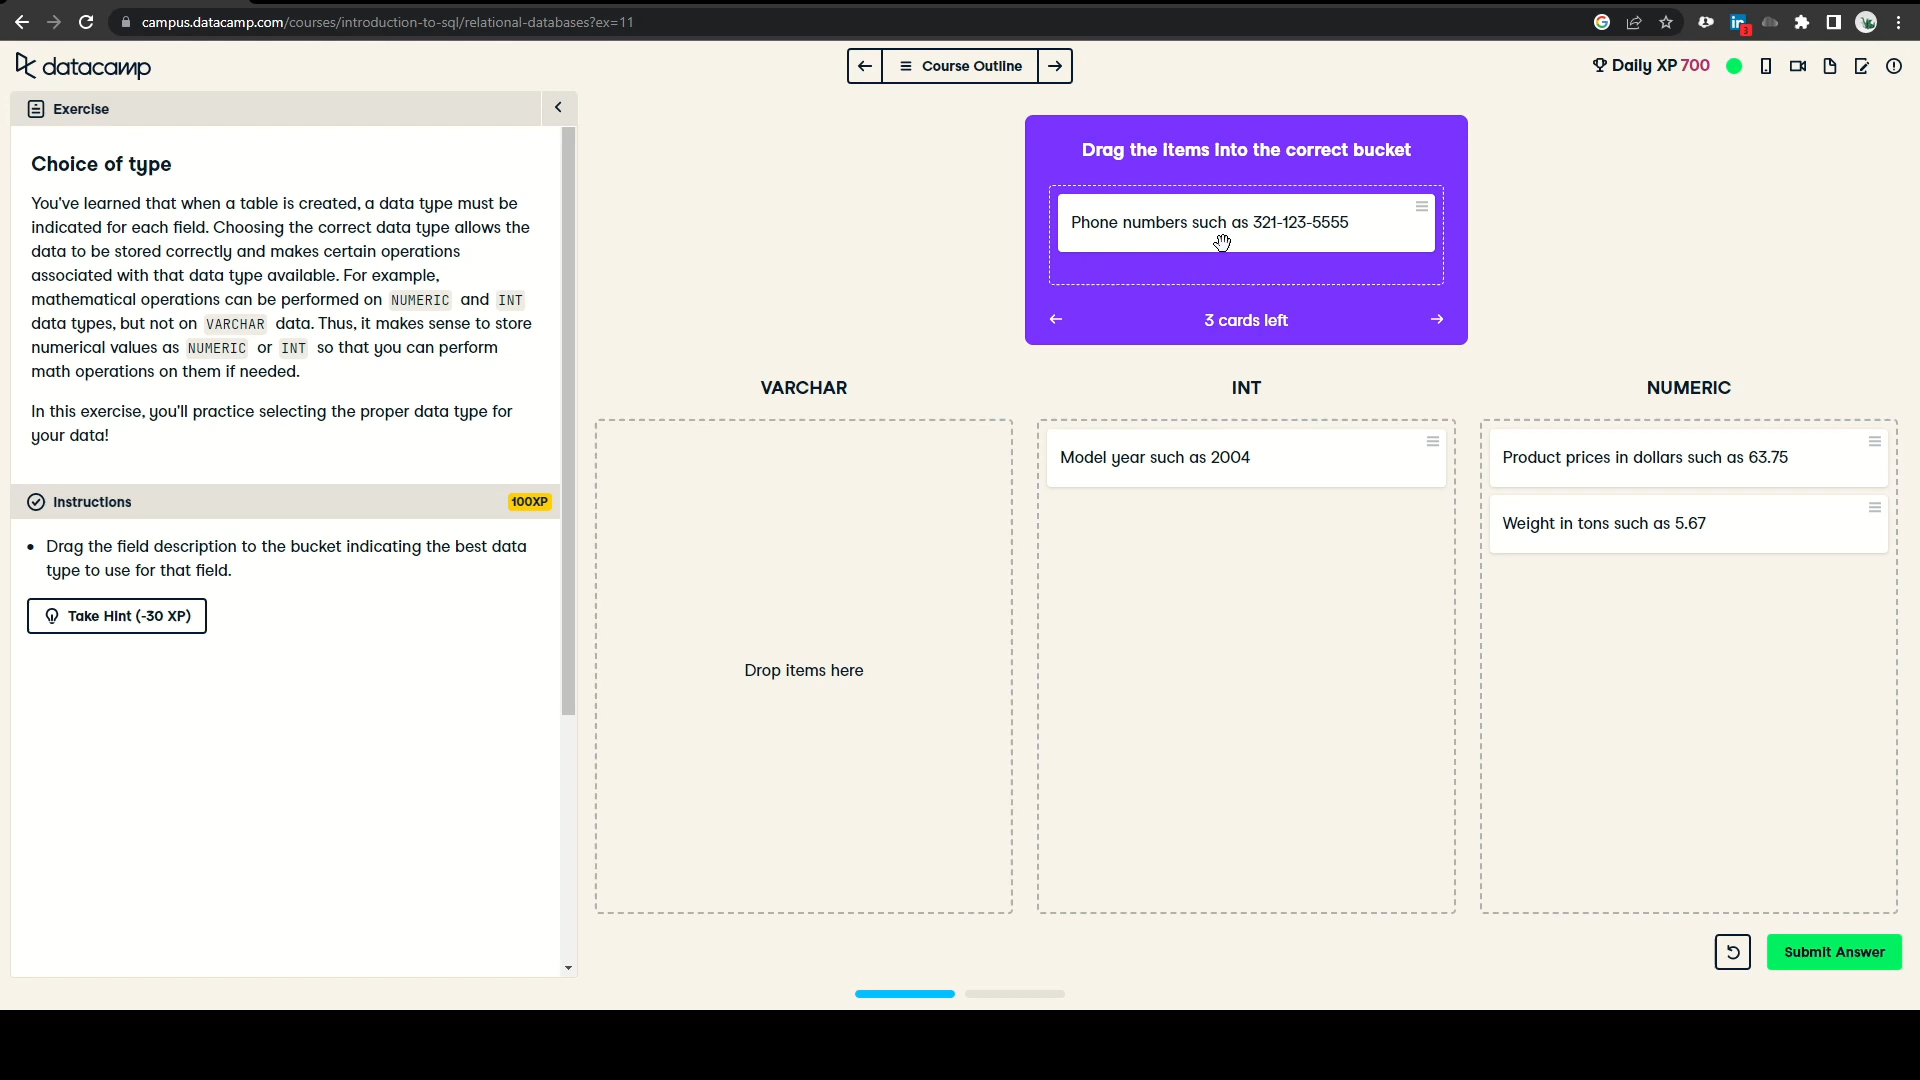 campus.datacamp.com/courses/introduction-to-sql/relational-databases?ex=11
3
datacamp
Course Outline
Daily XP 700
Exercise
Choice of type
You've learned that when a table is created, a data type must be
indicated for each field. Choosing the correct data type allows the
data to be stored correctly and makes certain operations
associated with that data type available. For example,
mathematical operations can be performed on NUMERIC and INT
data types, but not on VARCHAR data. Thus, it makes sense to store
numerical values as NUMERIC or INT so that you can perform
math operations on them if needed.
In this exercise, you'll practice selecting the proper data type for
your data!
Instructions
100XP
Drag the field description to the bucket indicating the best data
type to use for that field.
Take Hint (-30 XP)
Drag the items into the correct bucket
Phone numbers such as 321-123-5555
3 cards left
VARCHAR
Drop items here
INT
Model year such as 2004
NUMERIC
Product prices in dollars such as 63.75
Weight in tons such as 5.67
Submit Answer